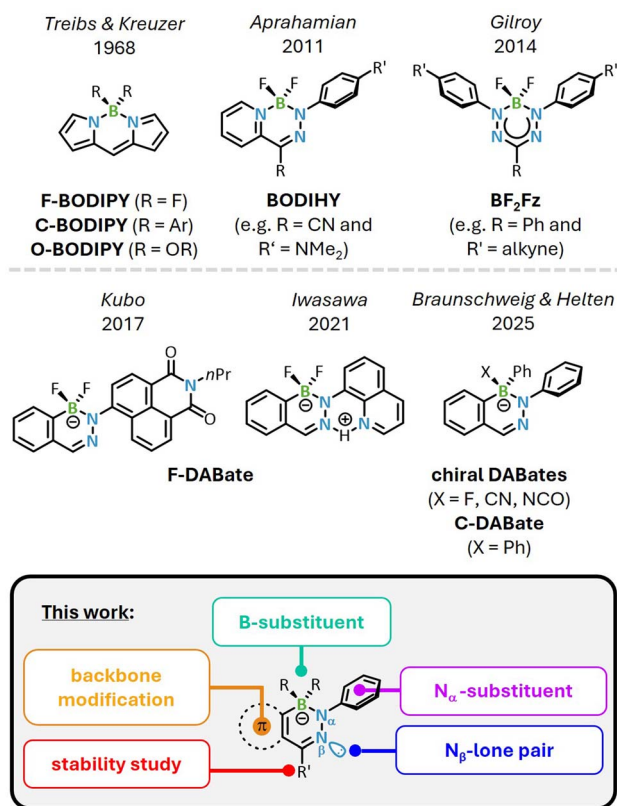 Treibs & Kreuzer
1968
Aprahamian
2011
Gilroy
2014
R R
B
N N
F-BODIPY (R = F)
C-BODIPY (R = Ar)
O-BODIPY (R = OR)
R'
F F
B
N N
N
R
BODIHY
(e.g. R = CN and
R‘ = NMe₂)
R' R'
F F
B
N N
N N
R
BF₂Fz
(e.g. R = Ph and
R' = alkyne)
Kubo
2017
Iwasawa
2021
Braunschweig & Helten
2025
O
N nPr
O
F F
B
⊖
N
N
F-DABate
F F
B
⊖
N
N N
⊕
H
X Ph
B
⊖
N
N
chiral DABates
(X = F, CN, NCO)
C-DABate
(X = Ph)
This work:
B-substituent
backbone
modification
Nα-substituent
R R
B
⊖
Nα
π
N
β
R'
stability study
Nβ-lone pair